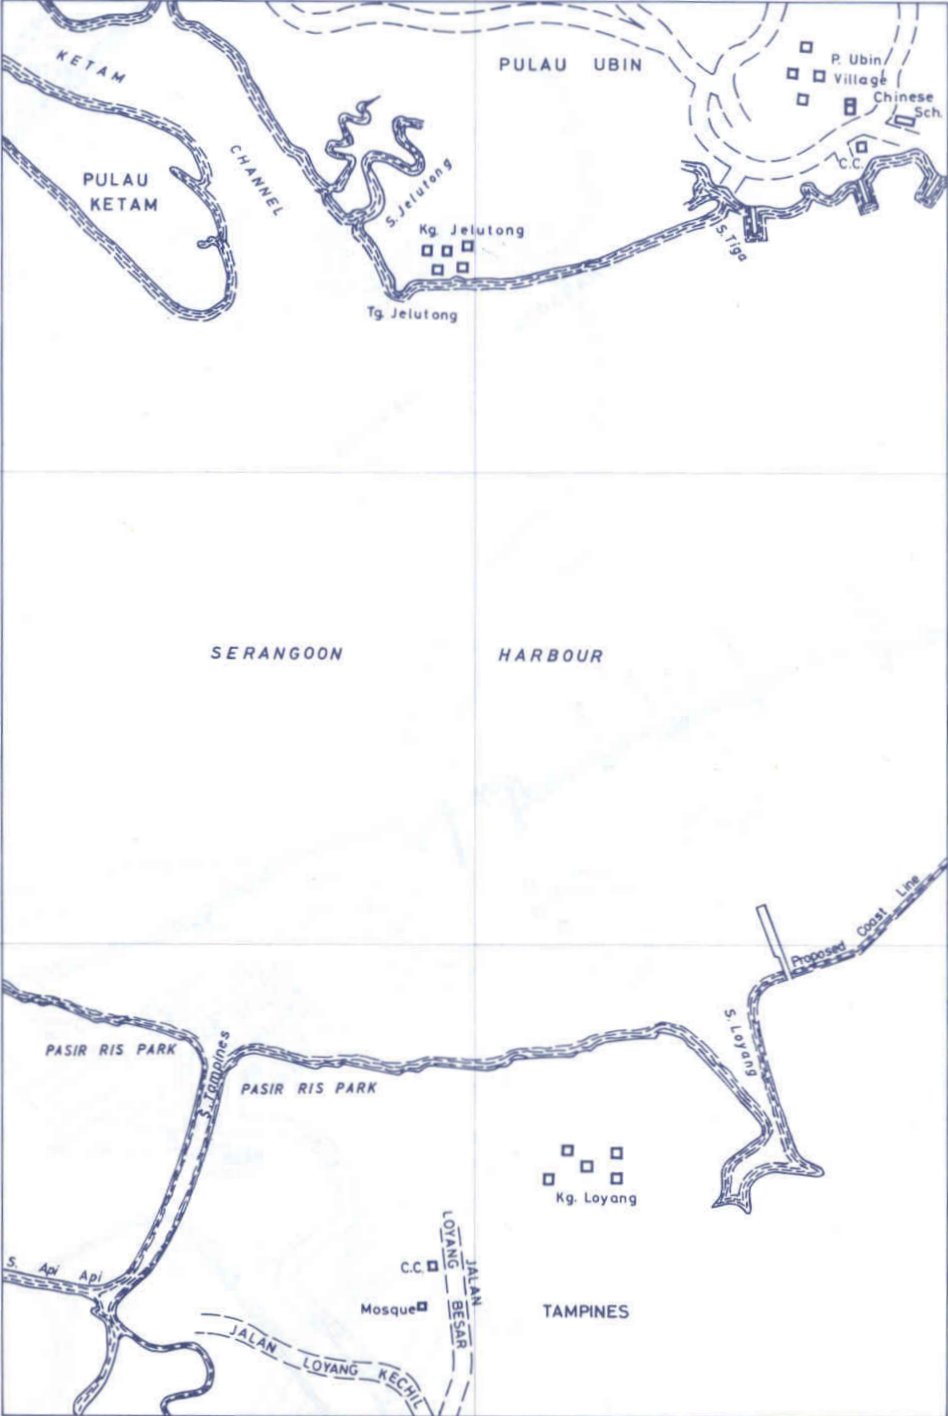 KETAM
CHANNEL
PULAU UBIN
P. Ubin
Village
Chinese
Sch.
C.C.
PULAU
KETAM
S. Jelutong
Kg. Jelutong
S. Tiga
Tg. Jelutong
SERANGOON HARBOUR
Proposed Coast Line
S. Loyang
PASIR RIS PARK
S. Tampines
PASIR RIS PARK
Kg. Loyang
S. Api Api
C.C.
LOYANG BESAR
JALAN
Mosque
TAMPINES
JALAN LOYANG KECHIL